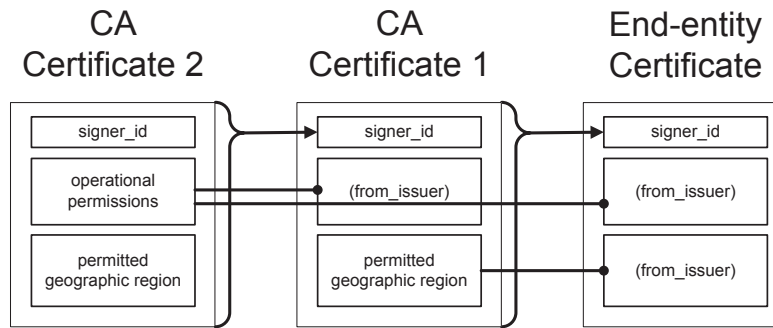 CA
Certificate 2
CA
Certificate 1
End-entity
Certificate
signer_id
signer_id
signer_id
operational
permissions
(from_issuer)
(from_issuer)
permitted
geographic region
permitted
geographic region
(from_issuer)